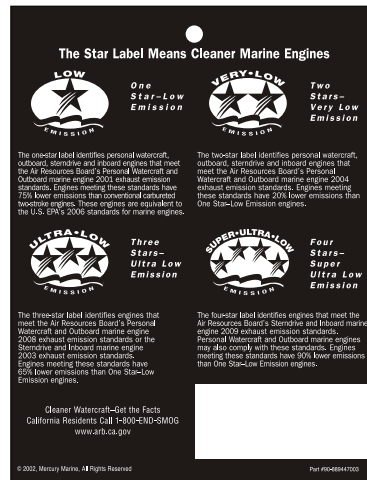 The Star Label Means Cleaner Marine Engines
LOW
EMISSION
One
Star–Low
Emission
The one-star label identifies personal watercraft,
outboard, sterndrive and inboard engines that meet
the Air Resources Board's Personal Watercraft and
Outboard marine engine 2001 exhaust emission
standards. Engines meeting these standards have
75% lower emissions than conventional carbureted
two-stroke engines. These engines are equivalent to
the U.S. EPA's 2006 standards for marine engines.
VERY•LOW
EMISSION
Two
Stars–
Very Low
Emission
The two-star label identifies personal watercraft,
outboard, sterndrive and inboard engines that
meet the Air Resources Board's Personal
Watercraft and Outboard marine engine 2004
exhaust emission standards. Engines meeting
these standards have 20% lower emissions than
One Star–Low Emission engines.
ULTRA•LOW
EMISSION
Three
Stars–
Ultra Low
Emission
The three-star label identifies engines that
meet the Air Resources Board's Personal
Watercraft and Outboard marine engine
2008 exhaust emission standards or the
Sterndrive and Inboard marine engine
2003 exhaust emission standards.
Engines meeting these standards have
65% lower emissions than One Star–Low
Emission engines.
SUPER•ULTRA•LOW
EMISSION
Four
Stars–
Super
Ultra Low
Emission
The four-star label identifies engines that meet the
Air Resources Board's Sterndrive and Inboard marine
engine 2009 exhaust emission standards.
Personal Watercraft and Outboard marine engines
may also comply with these standards. Engines
meeting these standards have 90% lower emissions
than One Star–Low Emission engines.
Cleaner Watercraft–Get the Facts
California Residents Call 1-800-END-SMOG
www.arb.ca.gov
© 2002, Mercury Marine, All Rights Reserved
Part #90-889447003